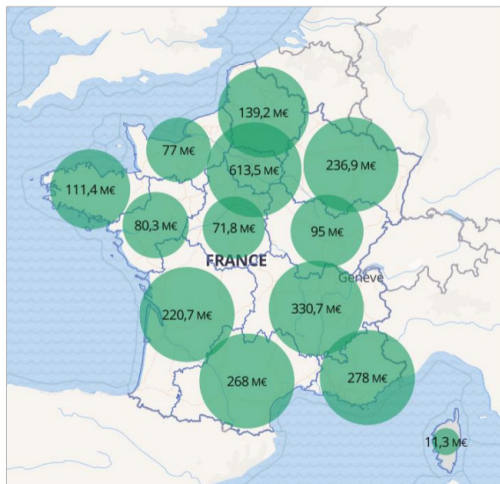 139,2 M€
77 M€
613,5 M€
236,9 M€
111,4 M€
80,3 M€
71,8 M€
95 M€
FRANCE
Genève
220,7 M€
330,7 M€
268 M€
278 M€
11,3 M€